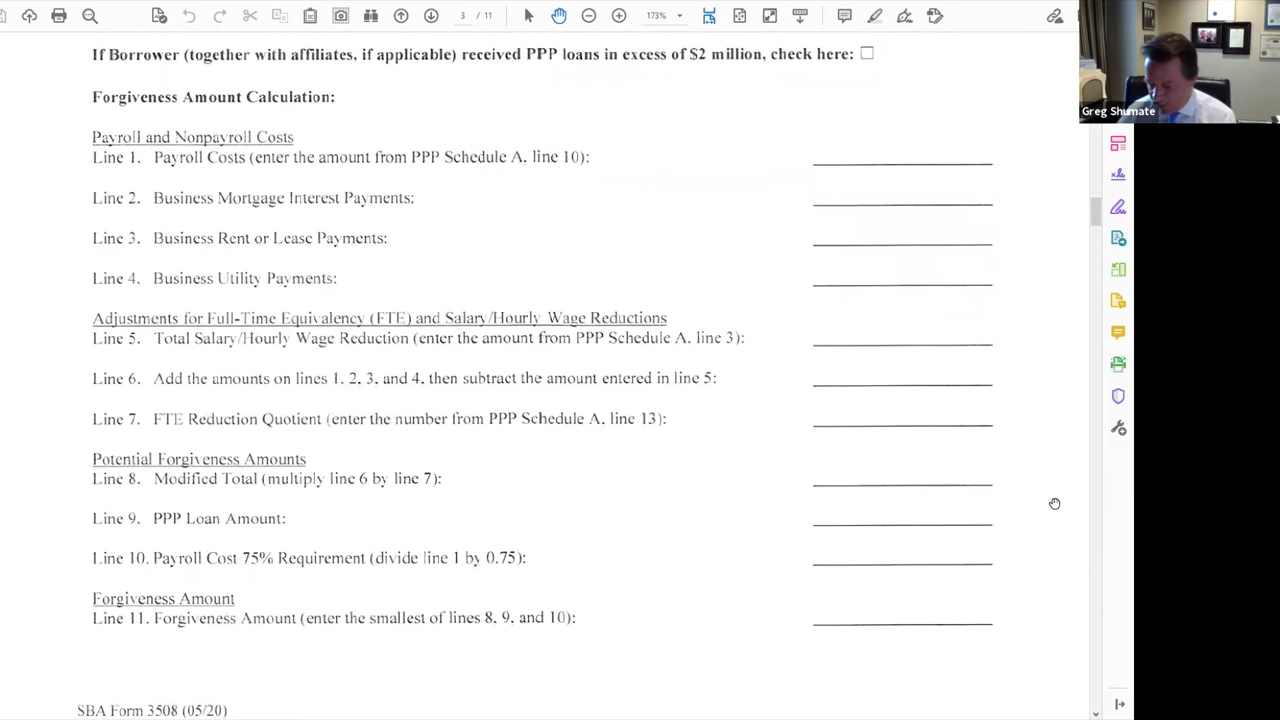 3 / 11
173%
If Borrower (together with affiliates, if applicable) received PPP loans in excess of $2 million, check here: ☐
Greg Shumate
Forgiveness Amount Calculation:
Payroll and Nonpayroll Costs
Line 1. Payroll Costs (enter the amount from PPP Schedule A, line 10):
Line 2. Business Mortgage Interest Payments:
Line 3. Business Rent or Lease Payments:
Line 4. Business Utility Payments:
Adjustments for Full-Time Equivalency (FTE) and Salary/Hourly Wage Reductions
Line 5. Total Salary/Hourly Wage Reduction (enter the amount from PPP Schedule A, line 3):
Line 6. Add the amounts on lines 1, 2, 3, and 4, then subtract the amount entered in line 5:
Line 7. FTE Reduction Quotient (enter the number from PPP Schedule A, line 13):
Potential Forgiveness Amounts
Line 8. Modified Total (multiply line 6 by line 7):
Line 9. PPP Loan Amount:
Line 10. Payroll Cost 75% Requirement (divide line 1 by 0.75):
Forgiveness Amount
Line 11. Forgiveness Amount (enter the smallest of lines 8, 9, and 10):
SBA Form 3508 (05/20)